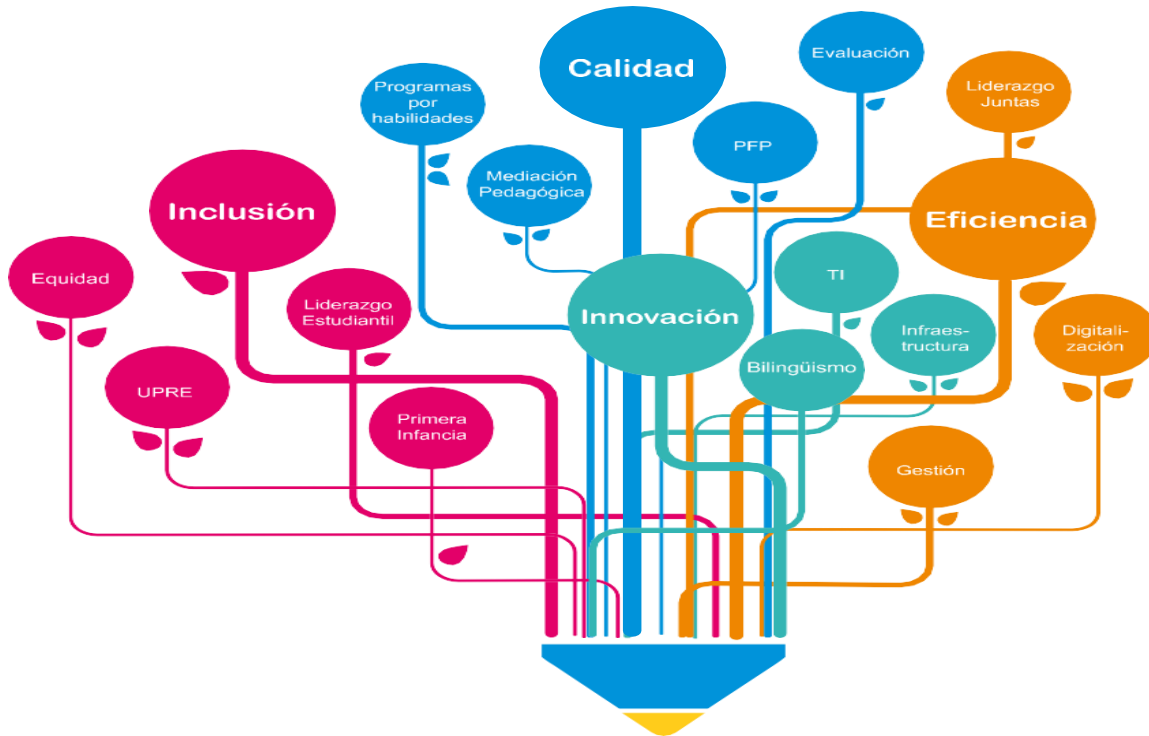 Calidad
Evaluación
Programas
por
habilidades
Liderazgo
Juntas
PFP
Mediación
Pedagógica
Inclusión
Eficiencia
Equidad
Liderazgo
Estudiantil
TI
Innovación
Infraes-
tructura
Digitali-
zación
Bilingüismo
UPRE
Primera
Infancia
Gestión